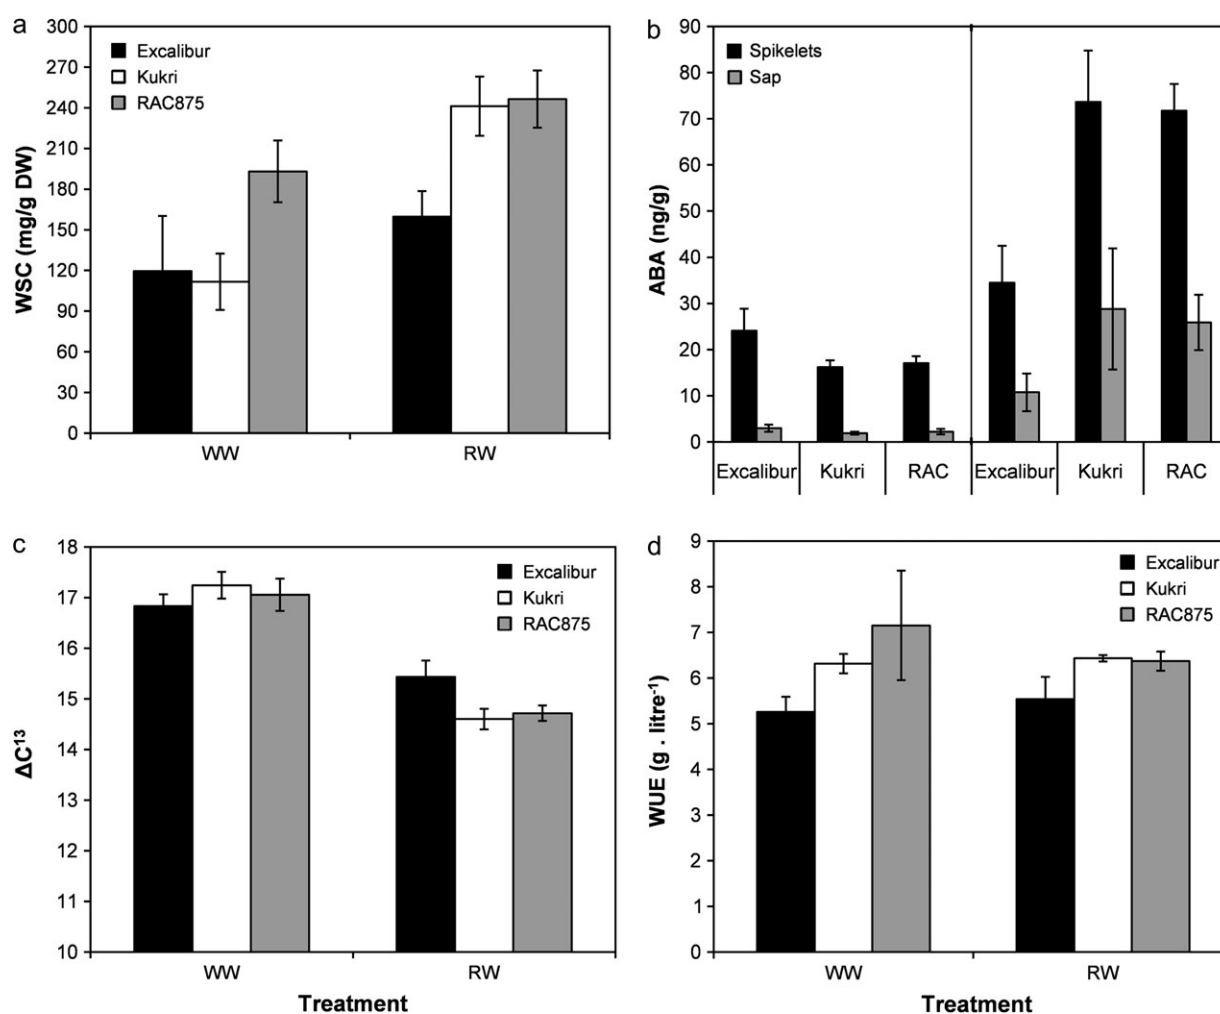 a
300
270
240
210
180
150
120
90
60
30
0
WSC (mg/g DW)
Excalibur
Kukri
RAC875
WW RW
b
90
80
70
60
50
40
30
20
10
0
ABA (ng/g)
Spikelets
Sap
Excalibur Kukri RAC Excalibur Kukri RAC
c
18
17
16
15
14
13
12
11
10
ΔC¹³
Excalibur
Kukri
RAC875
WW RW
Treatment
d
9
8
7
6
5
4
3
2
1
0
WUE (g . litre⁻¹)
Excalibur
Kukri
RAC875
WW RW
Treatment